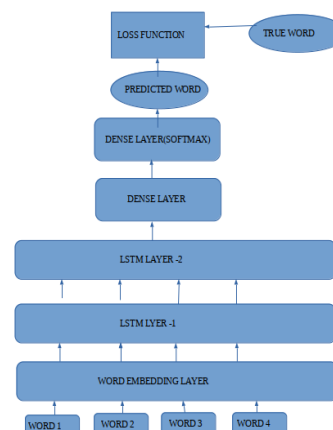 LOSS FUNCTION
TRUE WORD
PREDICTED WORD
DENSE LAYER(SOFTMAX)
DENSE LAYER
LSTM LAYER -2
LSTM LYER -1
WORD EMBEDDING LAYER
WORD 1 WORD 2 WORD 3 WORD 4